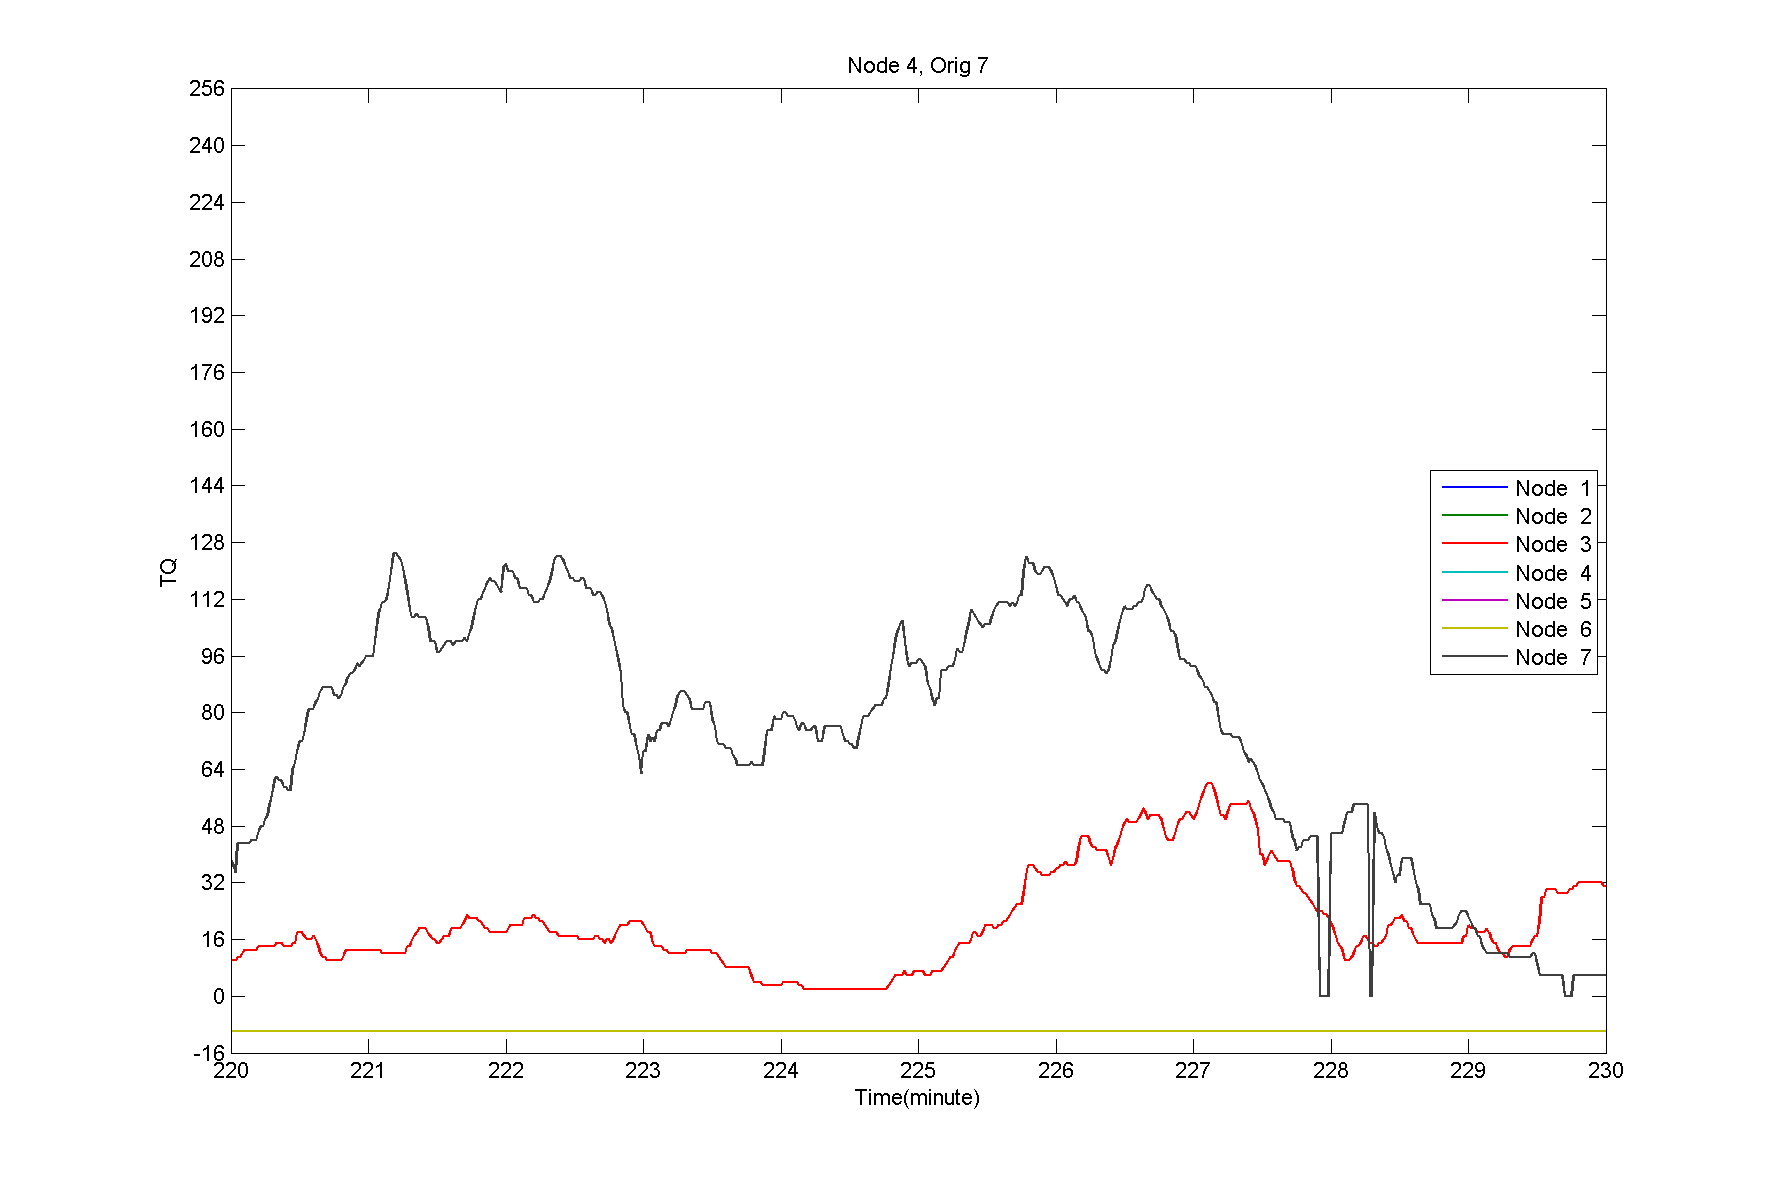 Node 4, Orig 7
256
240
224
208
192
176
160
144
128
112
96
80
64
48
32
16
0
-16
TQ
Node 1
Node 2
Node 3
Node 4
Node 5
Node 6
Node 7
220 221 222 223 224 225 226 227 228 229 230
Time(minute)